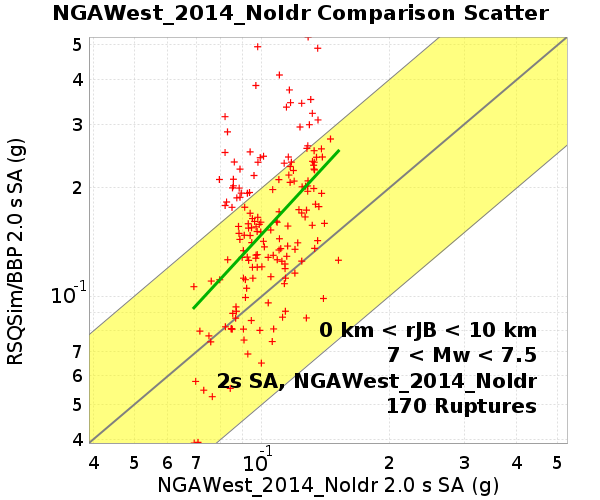 NGAWest_2014_NoIdr Comparison Scatter
RSQSim/BBP 2.0 s SA (g)
5
4
3
2
10-1
7
6
5
4
0 km < rJB < 10 km
7 < Mw < 7.5
2s SA, NGAWest_2014_NoIdr
170 Ruptures
4 5 6 7 10-1 2 3 4 5
NGAWest_2014_NoIdr 2.0 s SA (g)